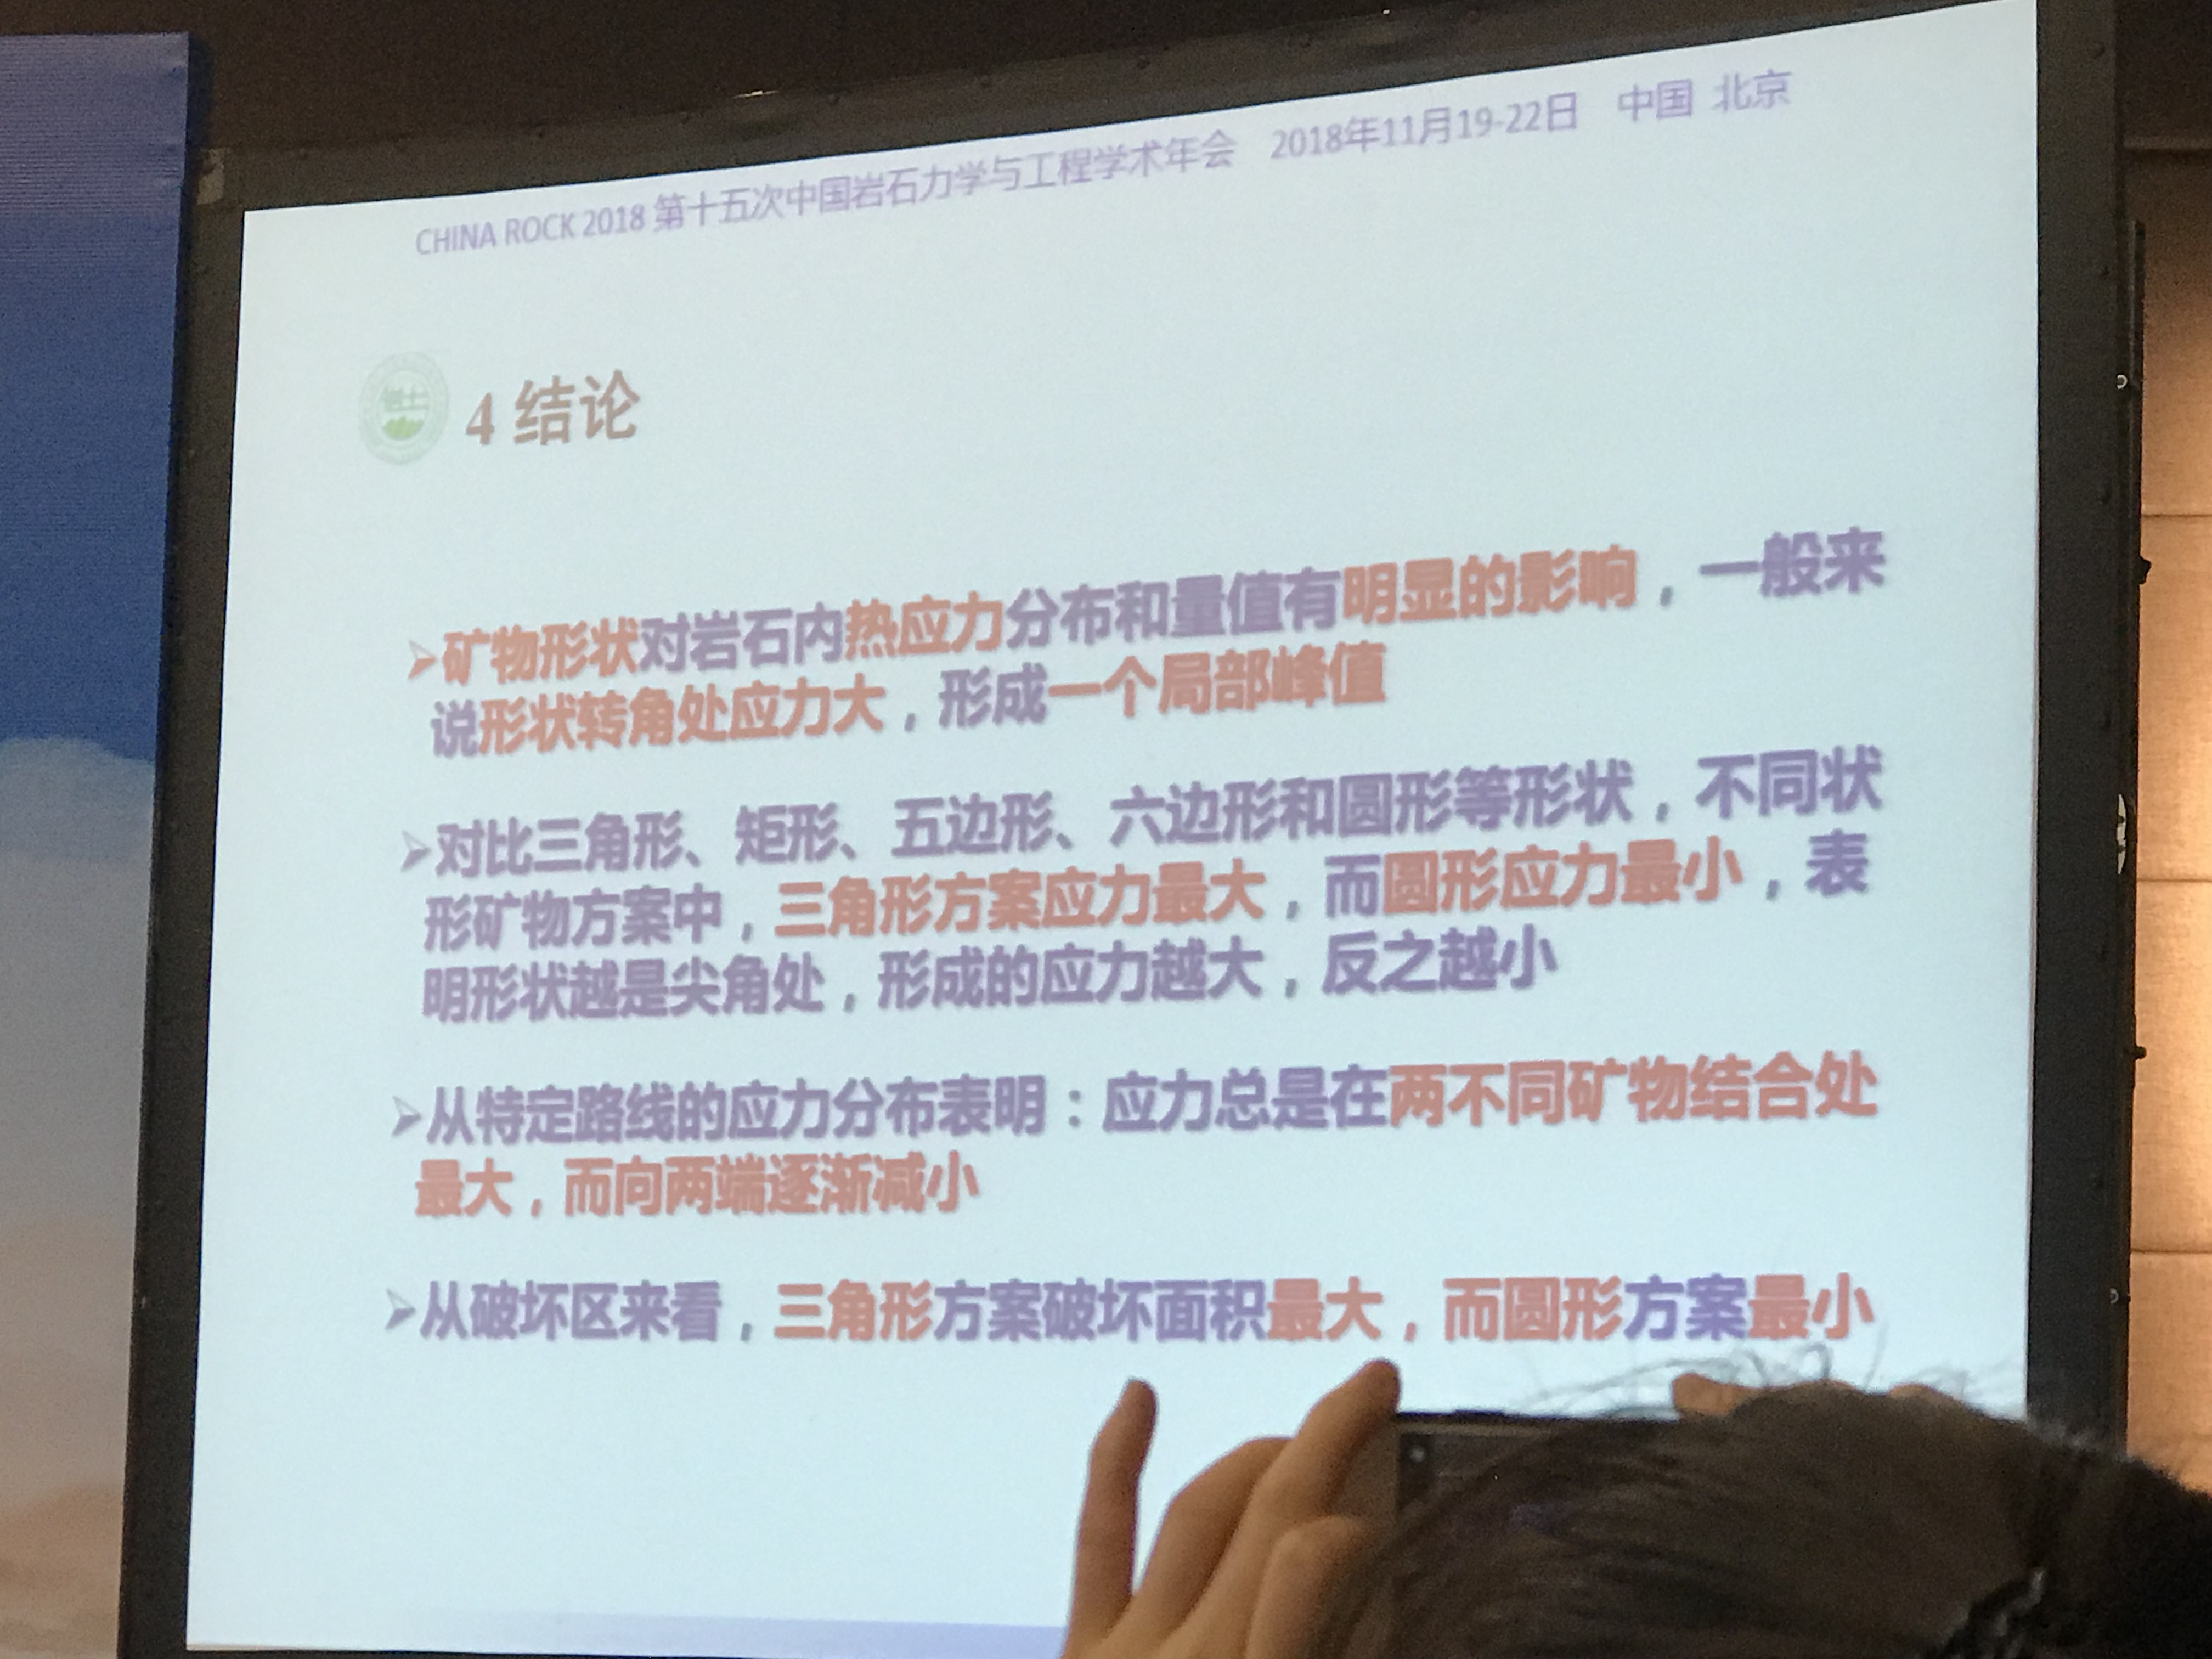 CHINA ROCK 2018 第十五次中国岩石力学与工程学术年会 2018年11月19-22日 中国 北京
4 结论
➢矿物形状对岩石内热应力分布和量值有明显的影响，一般来
说形状转角处应力大，形成一个局部峰值
➢对比三角形、矩形、五边形、六边形和圆形等形状，不同状
形矿物方案中，三角形方案应力最大，而圆形应力最小，表
明形状越是尖角处，形成的应力越大，反之越小
➢从特定路线的应力分布表明：应力总是在两不同矿物结合处
最大，而向两端逐渐减小
➢从破坏区来看，三角形方案破坏面积最大，而圆形方案最小